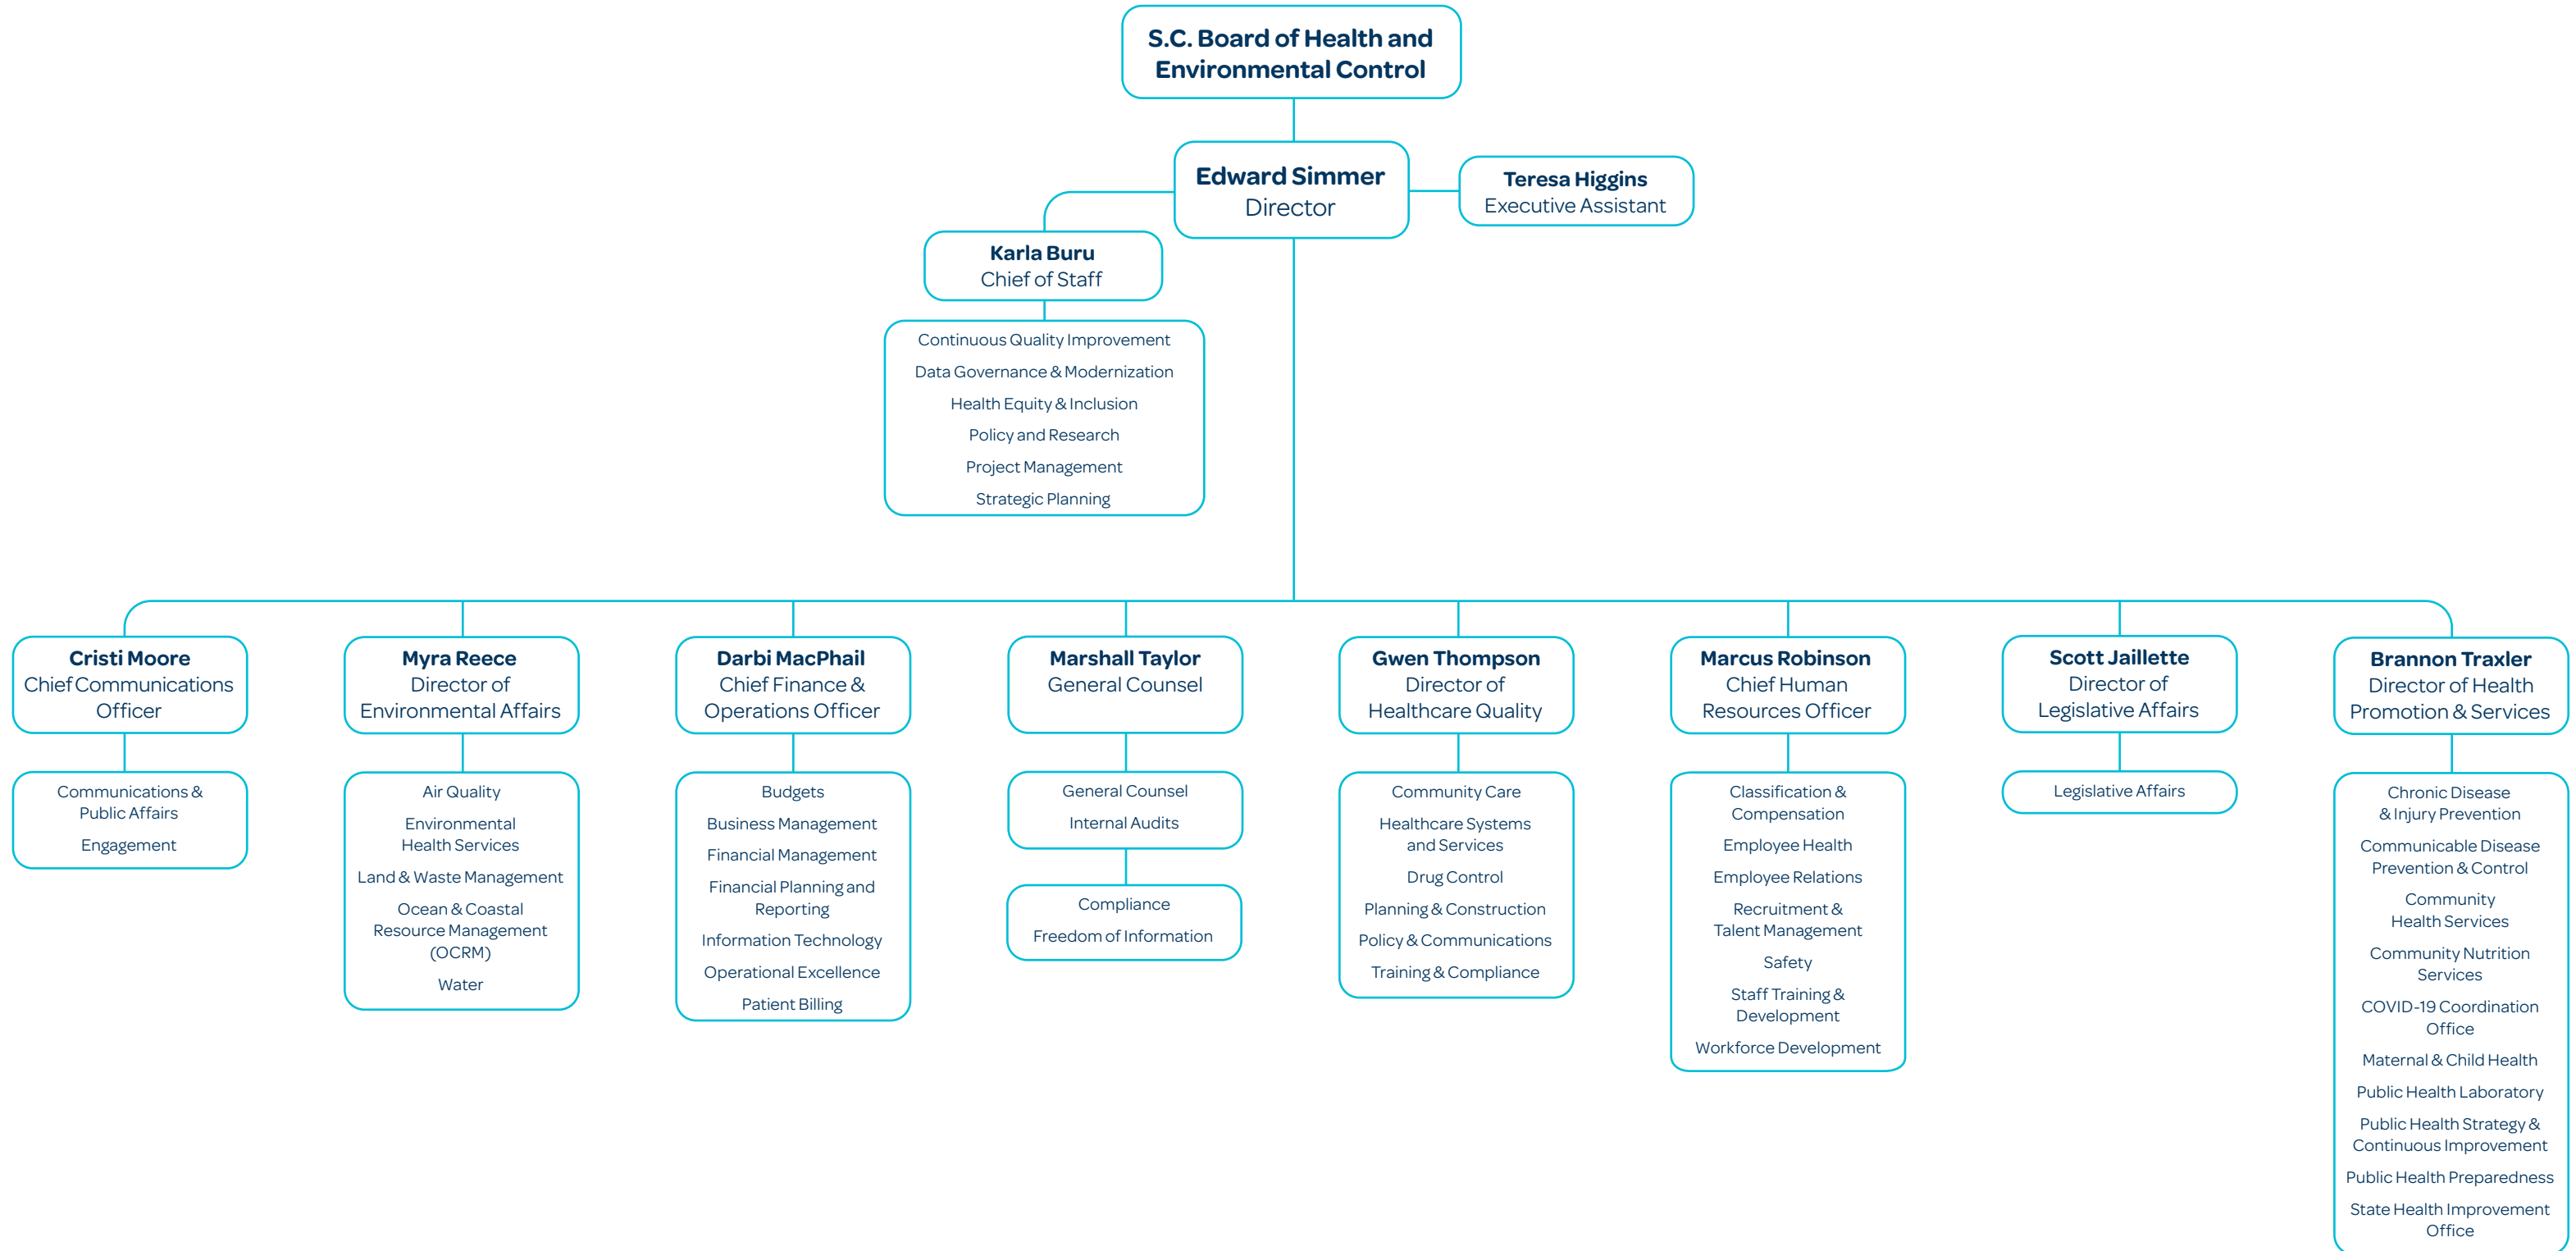 S.C. Board of Health and
Environmental Control
Edward Simmer
Director
Teresa Higgins
Executive Assistant
Karla Buru
Chief of Staff
Continuous Quality Improvement
Data Governance & Modernization
Health Equity & Inclusion
Policy and Research
Project Management
Strategic Planning
Cristi Moore
Chief Communications
Officer
Communications &
Public Affairs
Engagement
Myra Reece
Director of
Environmental Affairs
Air Quality
Environmental
Health Services
Land & Waste Management
Ocean & Coastal
Resource Management
(OCRM)
Water
Darbi MacPhail
Chief Finance &
Operations Officer
Budgets
Business Management
Financial Management
Financial Planning and
Reporting
Information Technology
Operational Excellence
Patient Billing
Marshall Taylor
General Counsel
General Counsel
Internal Audits
Compliance
Freedom of Information
Gwen Thompson
Director of
Healthcare Quality
Community Care
Healthcare Systems
and Services
Drug Control
Planning & Construction
Policy & Communications
Training & Compliance
Marcus Robinson
Chief Human
Resources Officer
Classification &
Compensation
Employee Health
Employee Relations
Recruitment &
Talent Management
Safety
Staff Training &
Development
Workforce Development
Scott Jaillette
Director of
Legislative Affairs
Legislative Affairs
Brannon Traxler
Director of Health
Promotion & Services
Chronic Disease
& Injury Prevention
Communicable Disease
Prevention & Control
Community
Health Services
Community Nutrition
Services
COVID-19 Coordination
Office
Maternal & Child Health
Public Health Laboratory
Public Health Strategy &
Continuous Improvement
Public Health Preparedness
State Health Improvement
Office